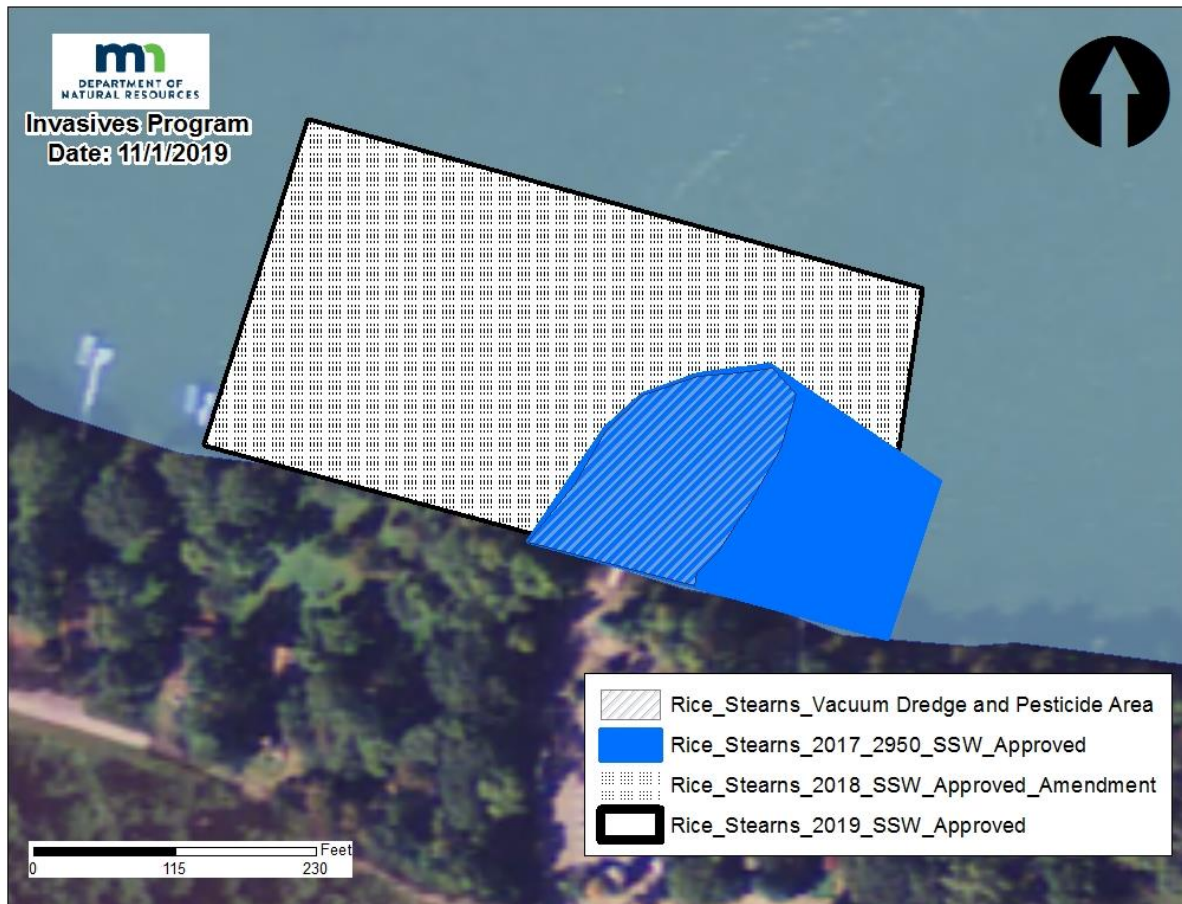 mn
DEPARTMENT OF
NATURAL RESOURCES
Invasives Program
Date: 11/1/2019
Rice_Stearns_Vacuum Dredge and Pesticide Area
Rice_Stearns_2017_2950_SSW_Approved
Rice_Stearns_2018_SSW_Approved_Amendment
Rice_Stearns_2019_SSW_Approved
Feet
0 115 230